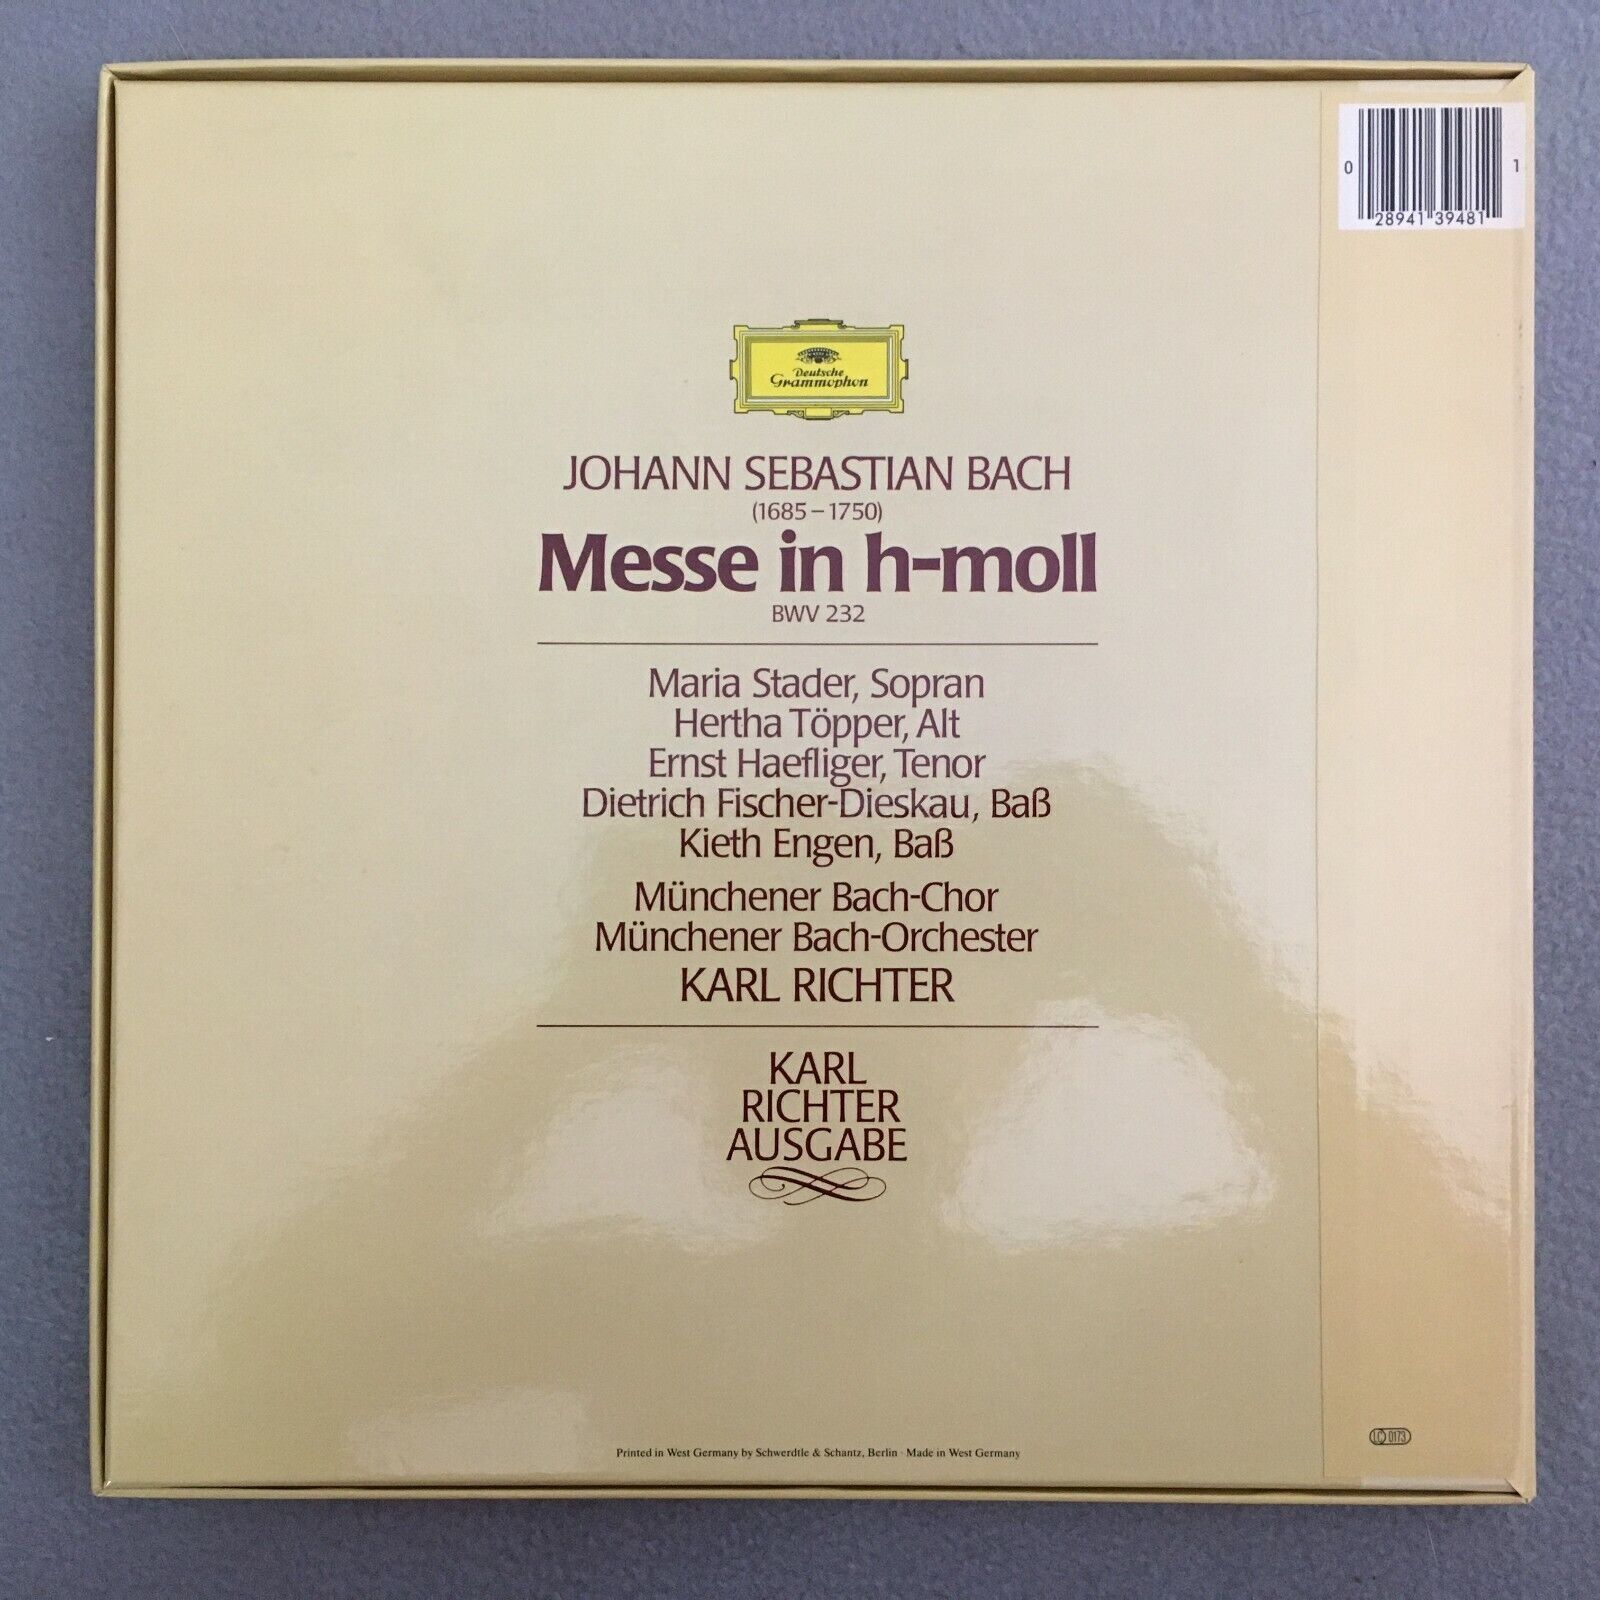 0 28941 39481 1
Deutsche
Grammophon
JOHANN SEBASTIAN BACH
(1685–1750)
Messe in h-moll
BWV 232
Maria Stader, Sopran
Hertha Töpper, Alt
Ernst Haefliger, Tenor
Dietrich Fischer-Dieskau, Baß
Kieth Engen, Baß
Münchener Bach-Chor
Münchener Bach-Orchester
KARL RICHTER
KARL
RICHTER
AUSGABE
Printed in West Germany by Schwerdtle & Schantz, Berlin · Made in West Germany
LC 0173